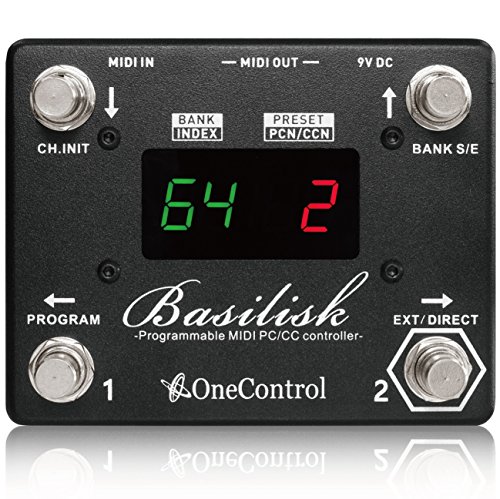 MIDI IN
MIDI OUT
9V DC
BANK
INDEX
PRESET
PCN/CCN
CH.INIT
BANK S/E
64 2
PROGRAM
Basilisk
EXT/DIRECT
-Programmable MIDI PC/CC controller-
1
OneControl
2